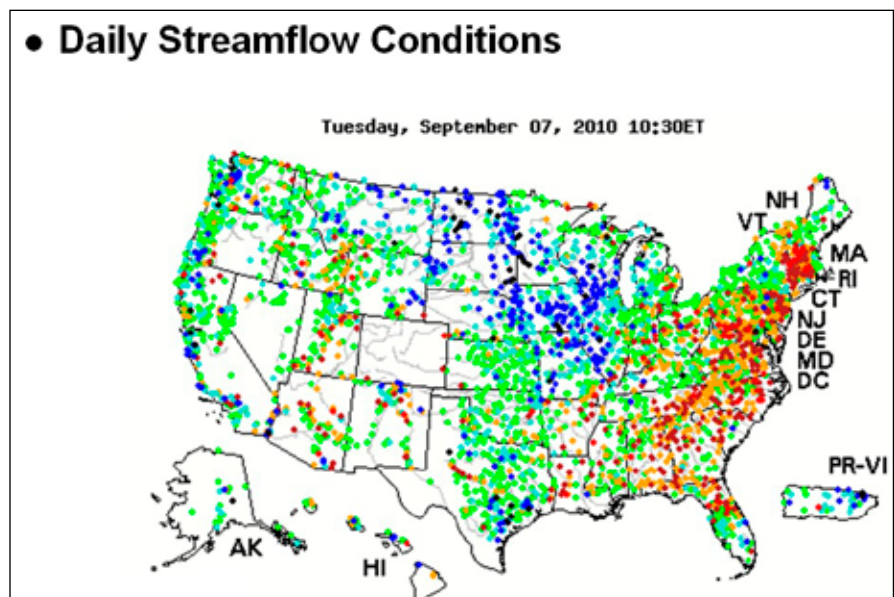 ● Daily Streamflow Conditions
Tuesday, September 07, 2010 10:30ET
NH
VT
MA
RI
CT
NJ
DE
MD
DC
PR-VI
AK
HI